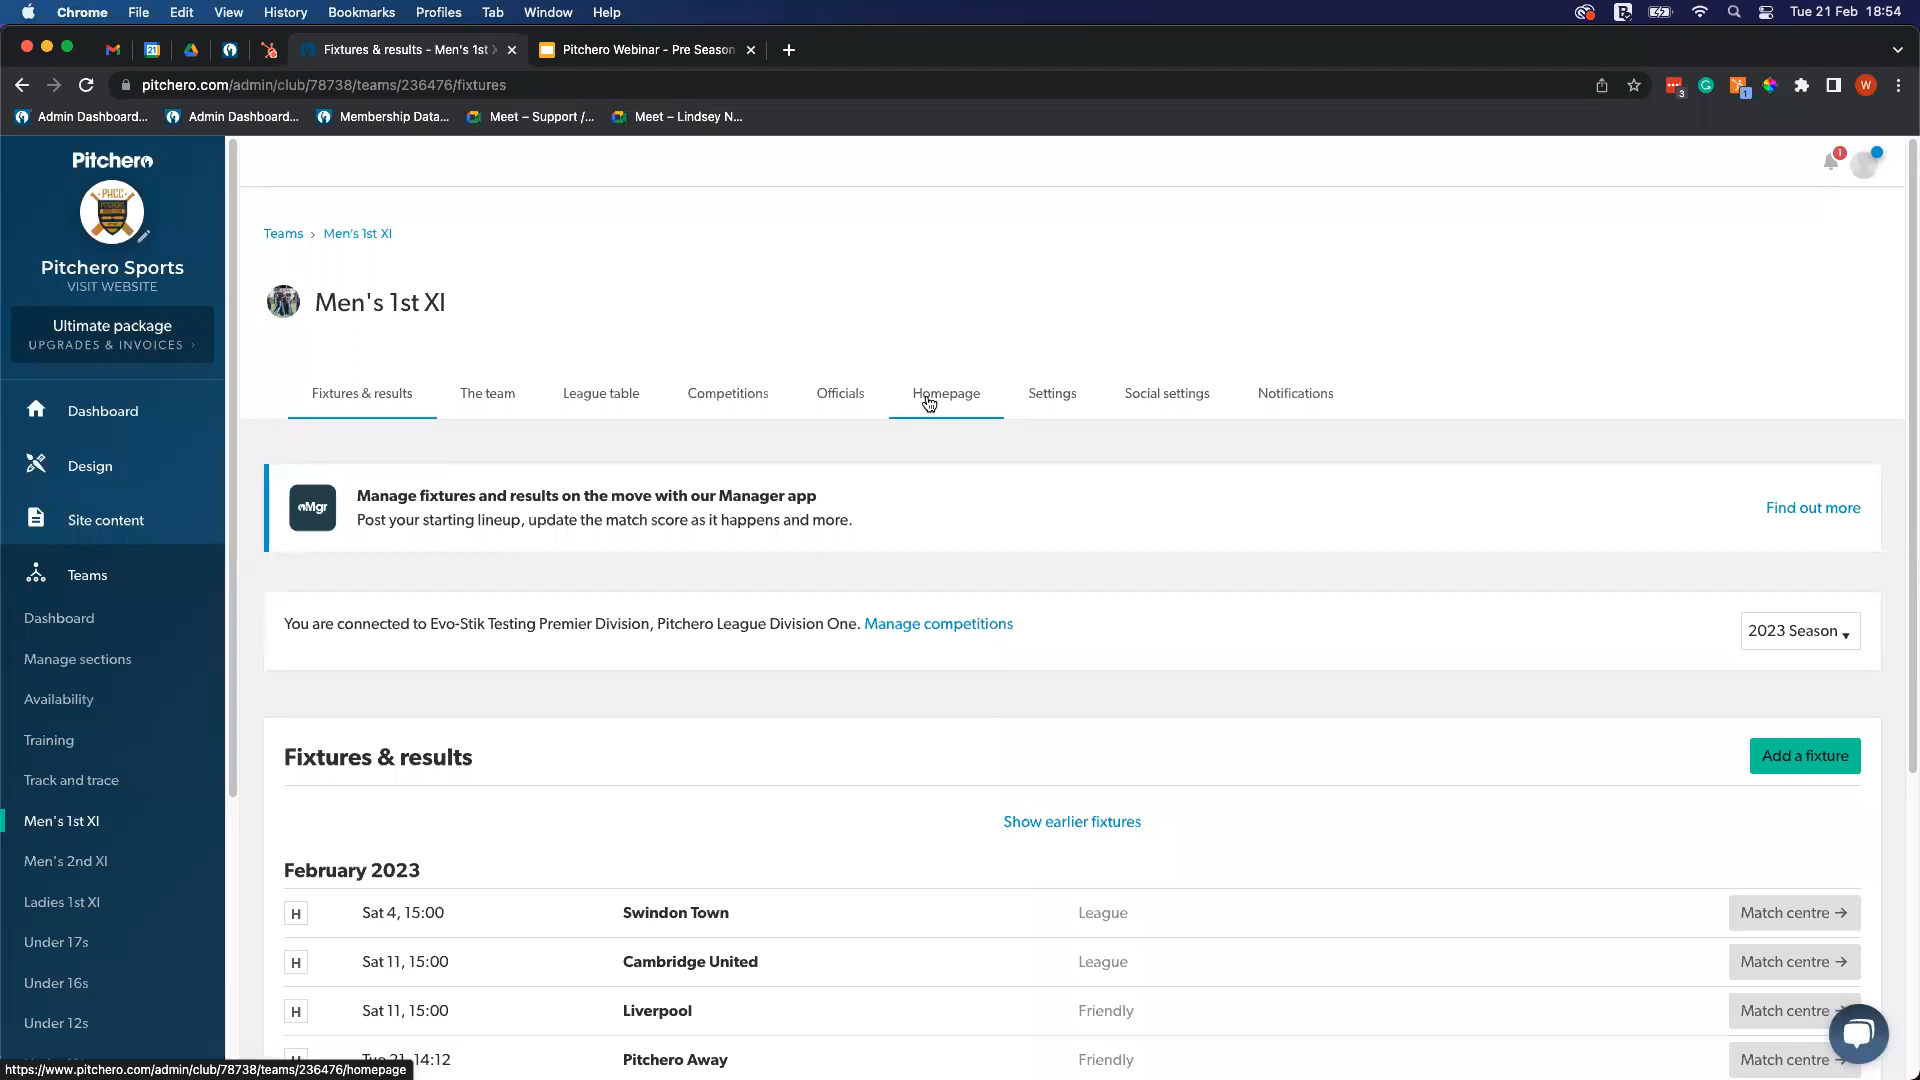 Chrome File Edit View History Bookmarks Profiles Tab Window Help Tue 21 Feb 18:54
Fixtures & results - Men's 1st Pitchero Webinar - Pre Season
pitchero.com/admin/club/78738/teams/236476/fixtures
3 1 W
Admin Dashboard... Admin Dashboard... Membership Data... Meet – Support /... Meet – Lindsey N...
Pitchero
PHCC
1
Pitchero Sports
VISIT WEBSITE
Ultimate package
UPGRADES & INVOICES ›
Dashboard
Design
Site content
Teams
Dashboard
Manage sections
Availability
Training
Track and trace
Men's 1st XI
Men's 2nd XI
Ladies 1st XI
Under 17s
Under 16s
Under 12s
Teams › Men's 1st XI
Men's 1st XI
Fixtures & results The team League table Competitions Officials Homepage Settings Social settings Notifications
Mgr
Manage fixtures and results on the move with our Manager app
Post your starting lineup, update the match score as it happens and more.
Find out more
You are connected to Evo-Stik Testing Premier Division, Pitchero League Division One. Manage competitions
2023 Season
Fixtures & results
Add a fixture
Show earlier fixtures
February 2023
H Sat 4, 15:00 Swindon Town League Match centre →
H Sat 11, 15:00 Cambridge United League Match centre →
H Sat 11, 15:00 Liverpool Friendly Match centre
H Tue 21, 14:12 Pitchero Away Friendly Match centre
https://www.pitchero.com/admin/club/78738/teams/236476/homepage